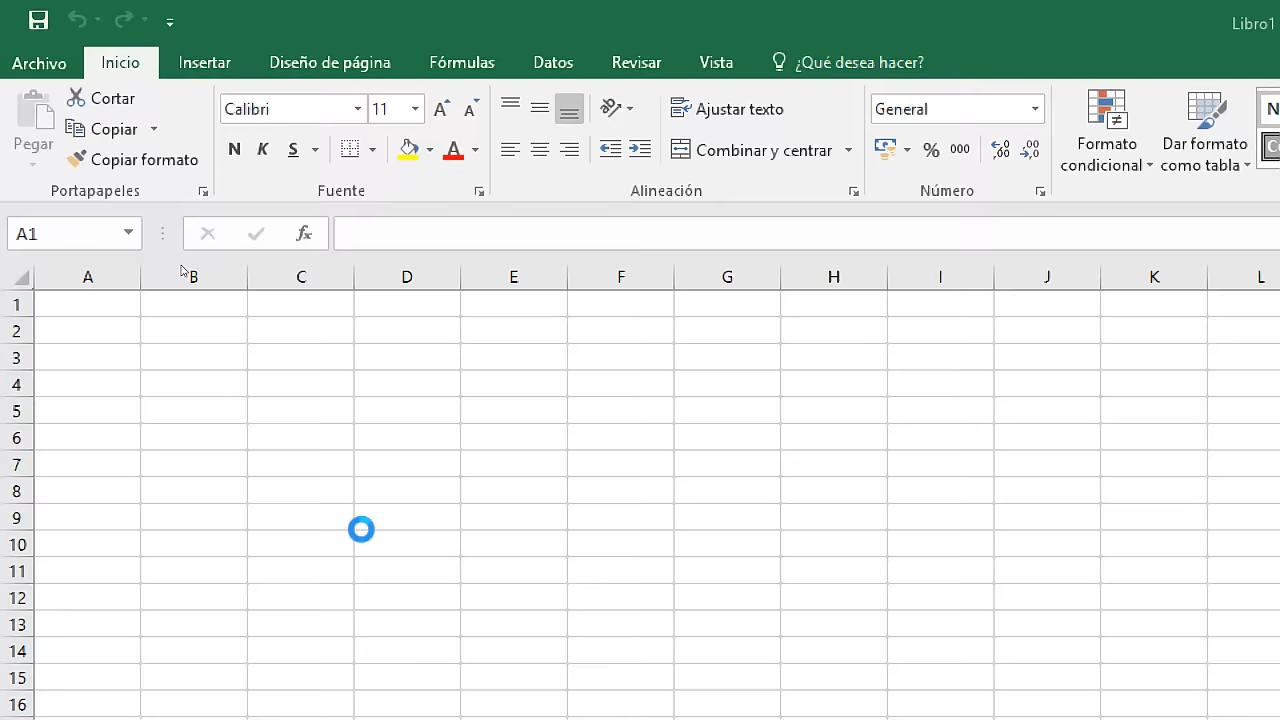 Libro1
Archivo Inicio Insertar Diseño de página Fórmulas Datos Revisar Vista ¿Qué desea hacer?
Pegar
Cortar
Copiar
Copiar formato
Portapapeles
Calibri 11
N K S
Fuente
Ajustar texto
Combinar y centrar
Alineación
General
% 000
Número
Formato condicional
Dar formato como tabla
A1
fx
A B C D E F G H I J K L
1
2
3
4
5
6
7
8
9
10
11
12
13
14
15
16